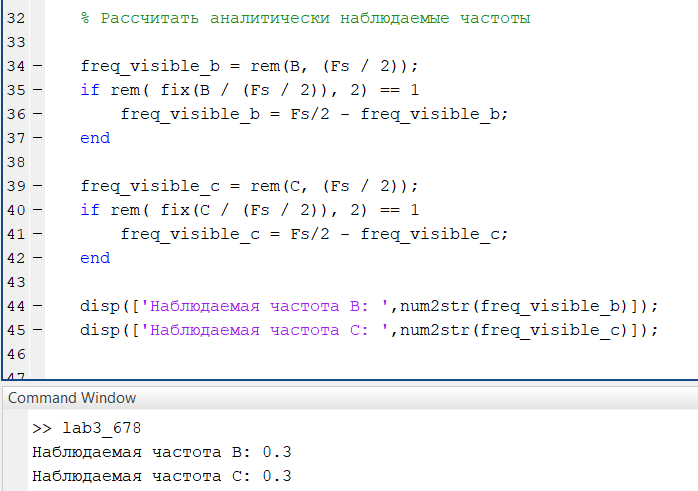 32 % Рассчитать аналитически наблюдаемые частоты
33
34 – freq_visible_b = rem(B, (Fs / 2));
35 – if rem( fix(B / (Fs / 2)), 2) == 1
36 – freq_visible_b = Fs/2 - freq_visible_b;
37 – end
38
39 – freq_visible_c = rem(C, (Fs / 2));
40 – if rem( fix(C / (Fs / 2)), 2) == 1
41 – freq_visible_c = Fs/2 - freq_visible_c;
42 – end
43
44 – disp(['Наблюдаемая частота B: ',num2str(freq_visible_b)]);
45 – disp(['Наблюдаемая частота C: ',num2str(freq_visible_c)]);
46
47
Command Window
>> lab3_678
Наблюдаемая частота B: 0.3
Наблюдаемая частота C: 0.3